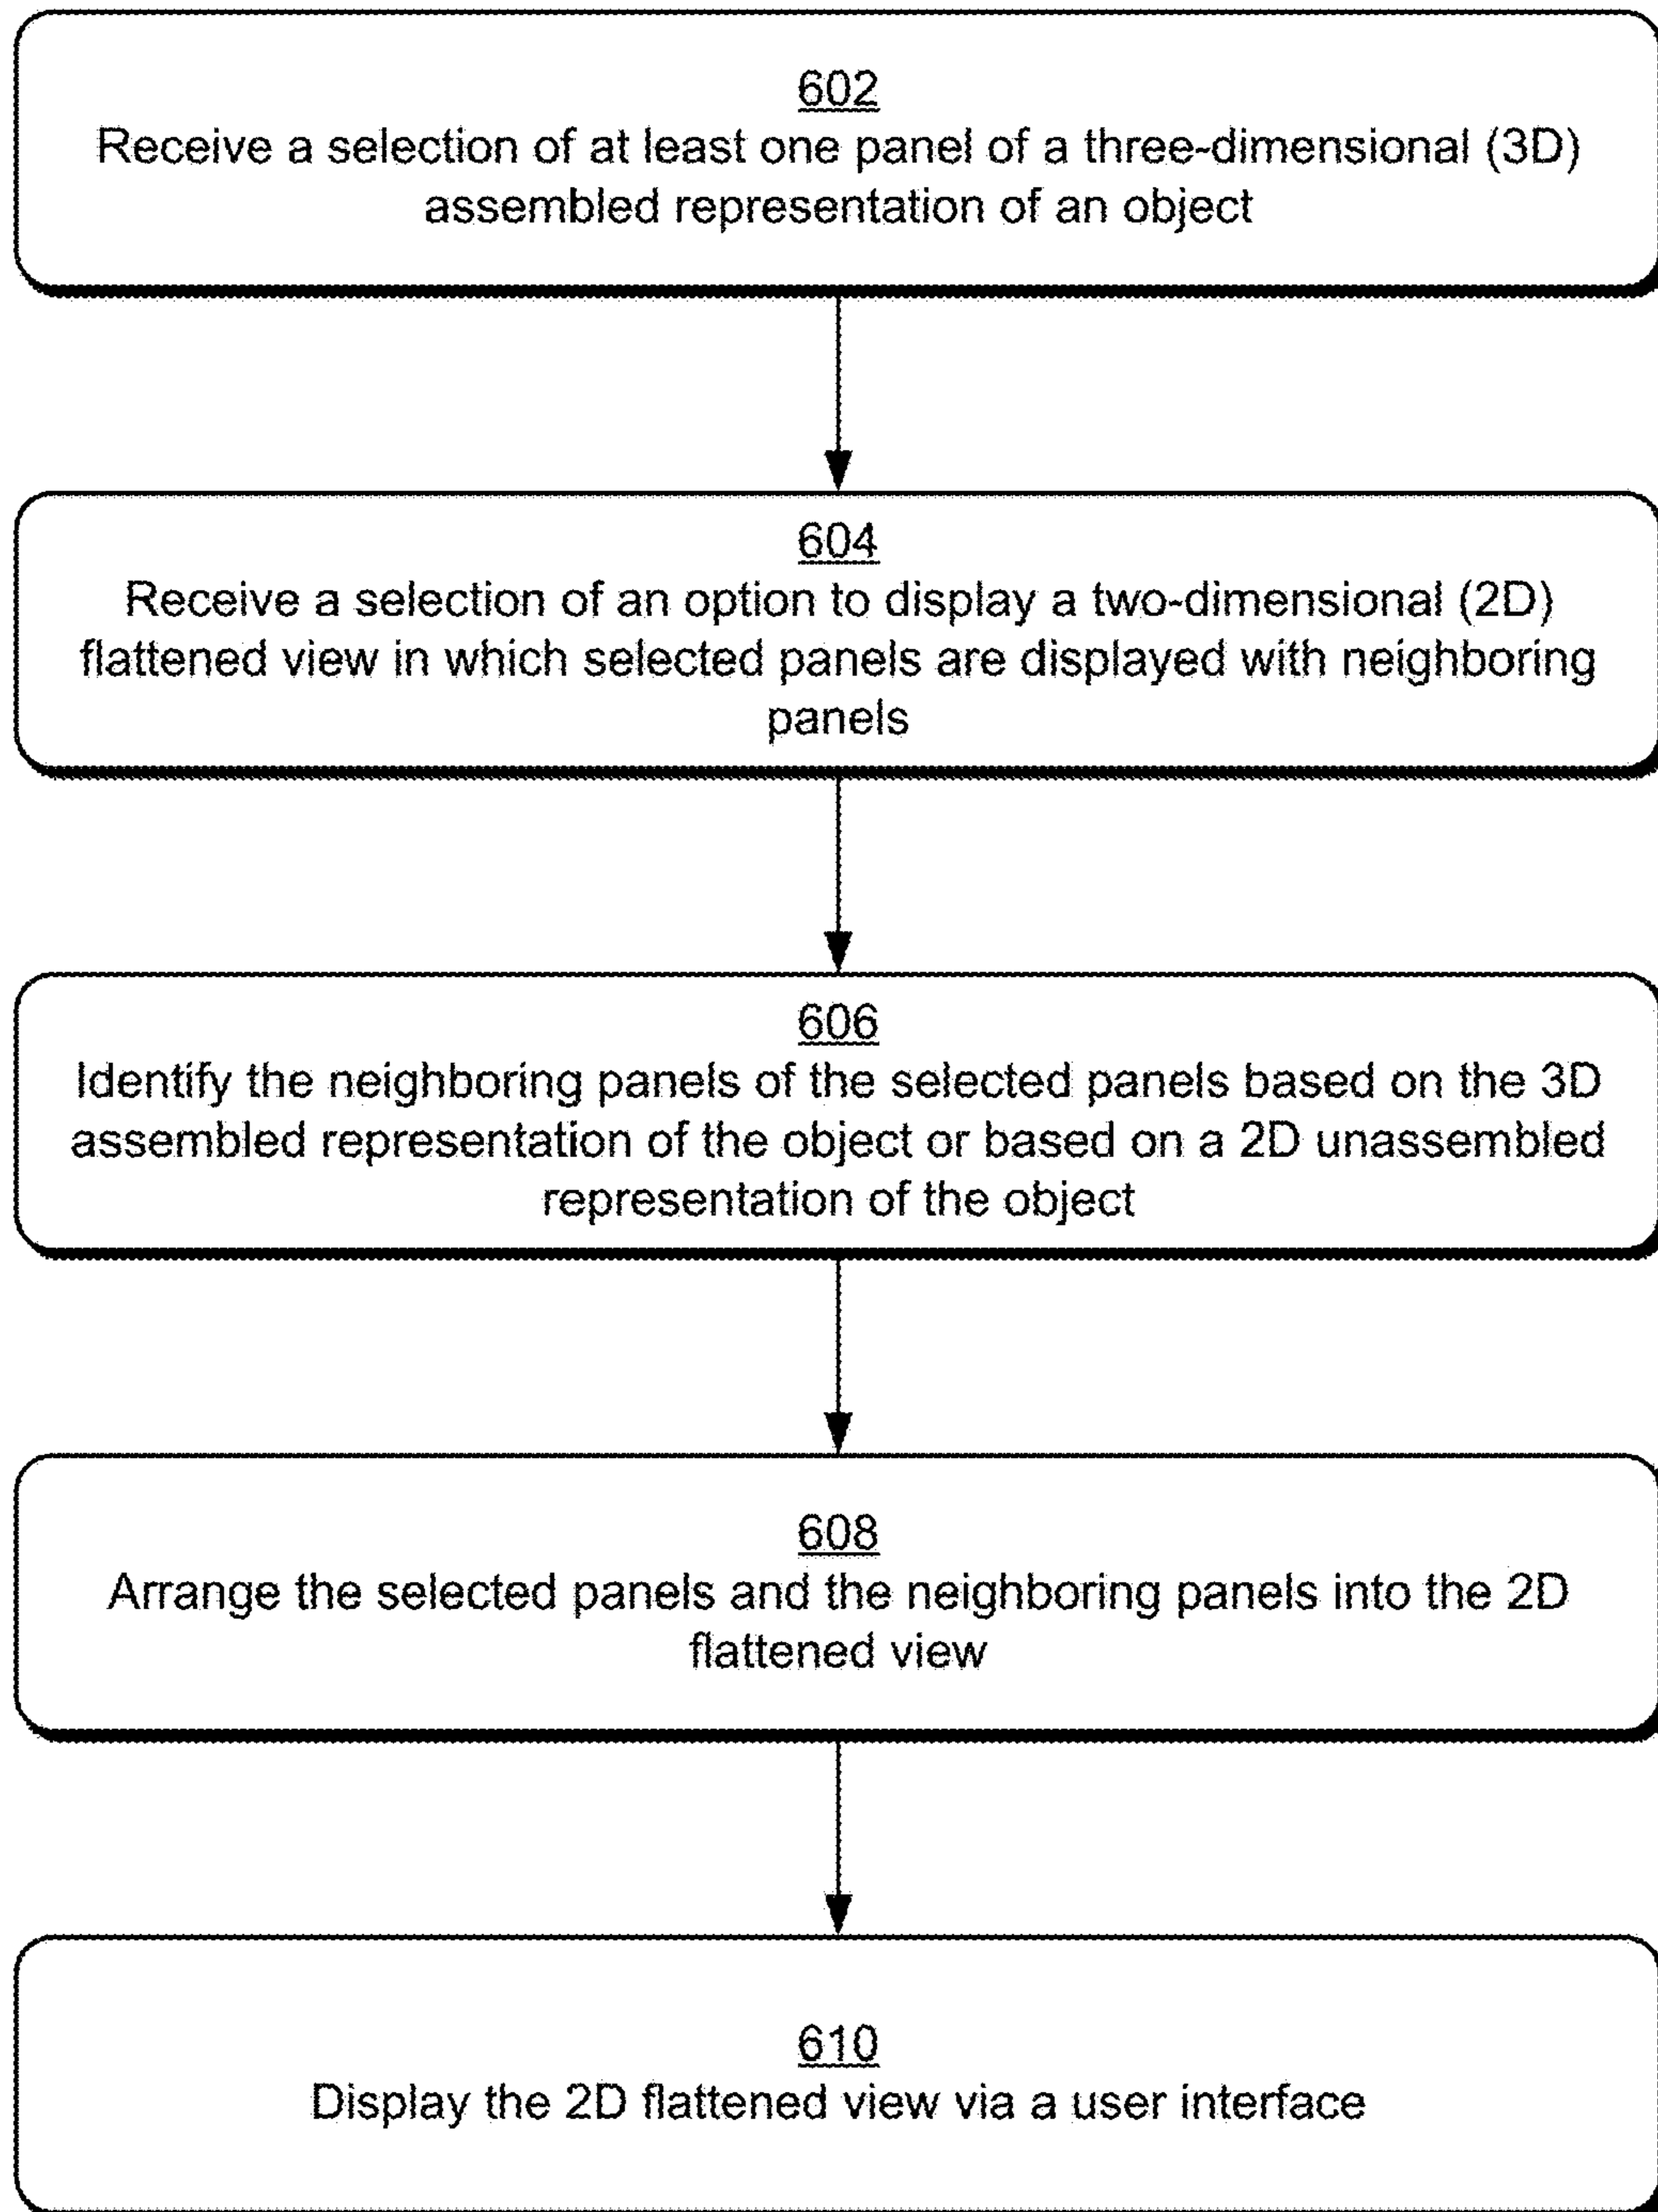 602
Receive a selection of at least one panel of a three-dimensional (3D)
assembled representation of an object
604
Receive a selection of an option to display a two-dimensional (2D)
flattened view in which selected panels are displayed with neighboring
panels
606
Identify the neighboring panels of the selected panels based on the 3D
assembled representation of the object or based on a 2D unassembled
representation of the object
608
Arrange the selected panels and the neighboring panels into the 2D
flattened view
610
Display the 2D flattened view via a user interface